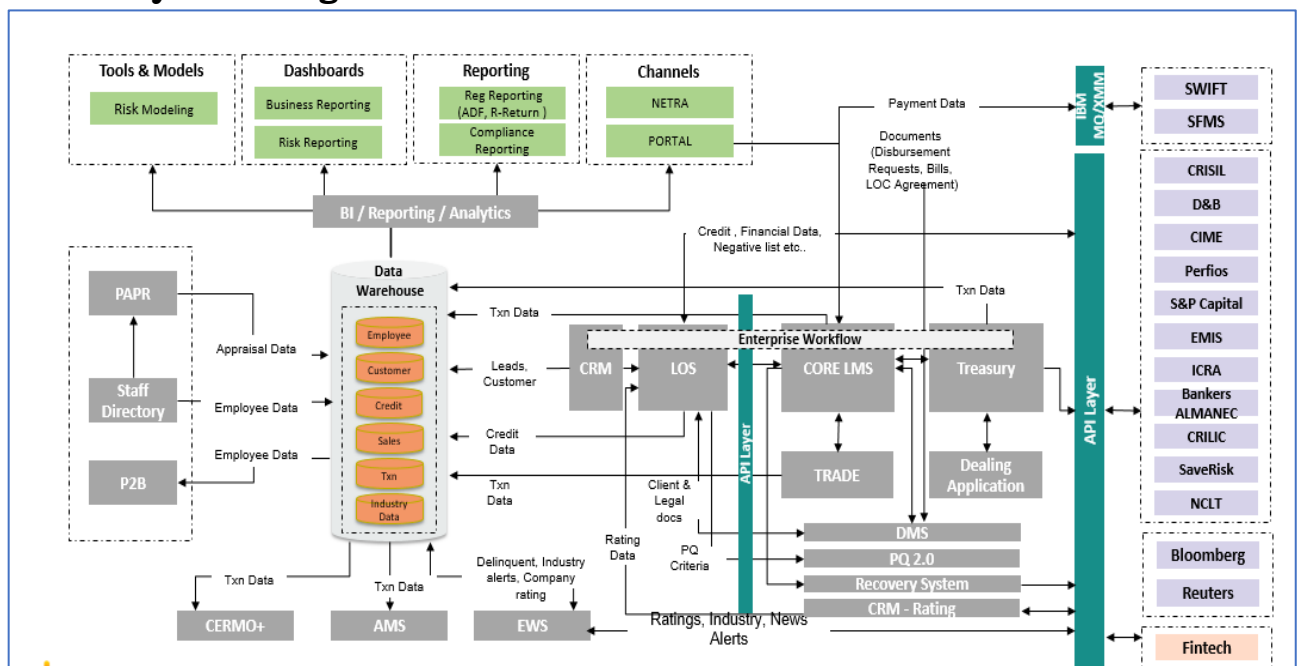 Tools & Models
Risk Modeling
Dashboards
Business Reporting
Risk Reporting
Reporting
Reg Reporting
(ADF, R-Return )
Compliance
Reporting
Channels
NETRA
PORTAL
BI / Reporting / Analytics
Payment Data
Documents
(Disbursement
Requests, Bills,
LOC Agreement)
IBM
MQ/XMM
SWIFT
SFMS
CRISIL
D&B
CIME
Perfios
S&P Capital
EMIS
ICRA
Bankers
ALMANEC
CRILIC
SaveRisk
NCLT
Bloomberg
Reuters
Fintech
API Layer
Credit , Financial Data,
Negative list etc..
PAPR
Staff
Directory
P2B
Appraisal Data
Employee Data
Employee Data
Data
Warehouse
Employee
Customer
Credit
Sales
Txn
Industry
Data
Txn Data
Txn Data
Leads,
Customer
Credit
Data
Txn
Data
Enterprise Workflow
CRM
LOS
API Layer
CORE LMS
Treasury
TRADE
Dealing
Application
Client &
Legal
docs
Rating
Data
PQ
Criteria
DMS
PQ 2.0
Recovery System
CRM - Rating
Txn Data
Txn Data
Delinquent, Industry
alerts, Company
rating
CERMO+
AMS
EWS
Ratings, Industry, News
Alerts